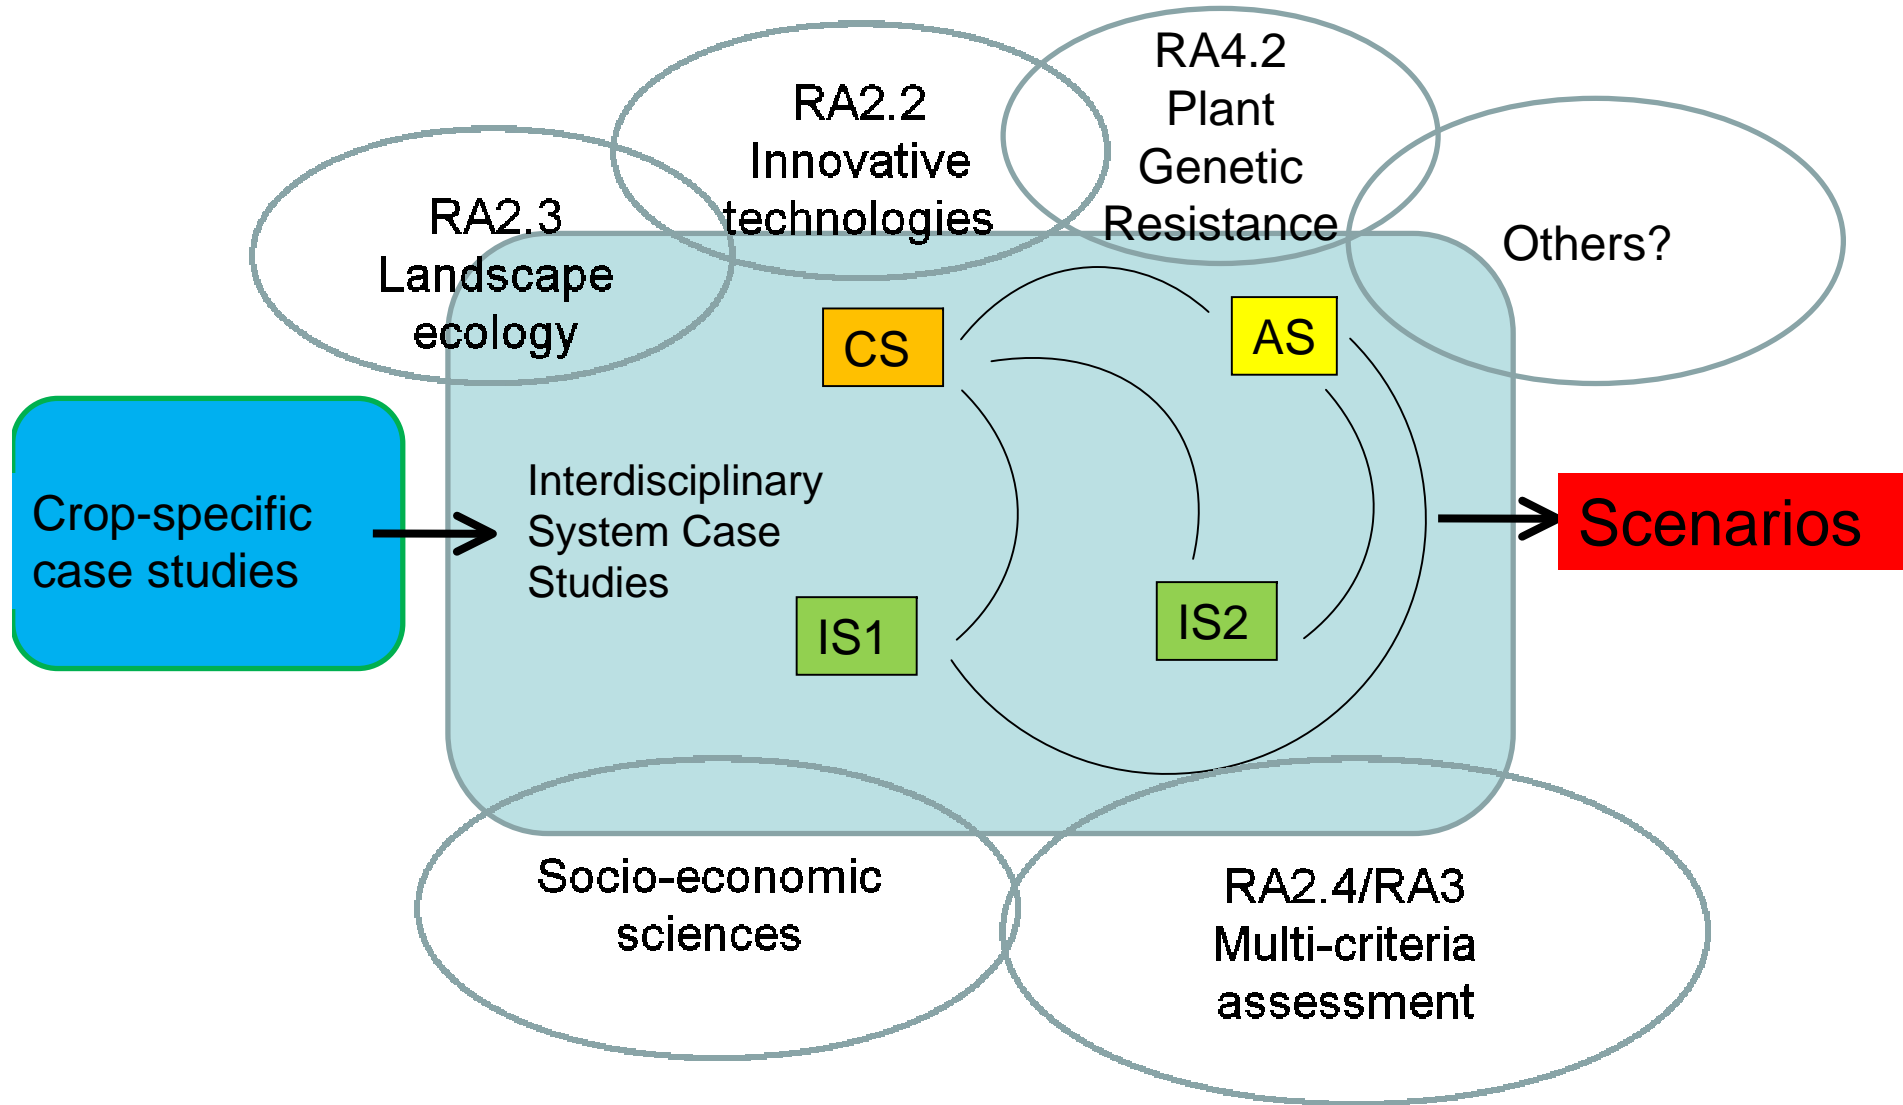 RA2.3
Landscape
ecology
RA2.2
Innovative
technologies
RA4.2
Plant
Genetic
Resistance
Others?
CS
AS
Crop-specific
case studies
Interdisciplinary
System Case
Studies
IS1
IS2
Scenarios
Socio-economic
sciences
RA2.4/RA3
Multi-criteria
assessment